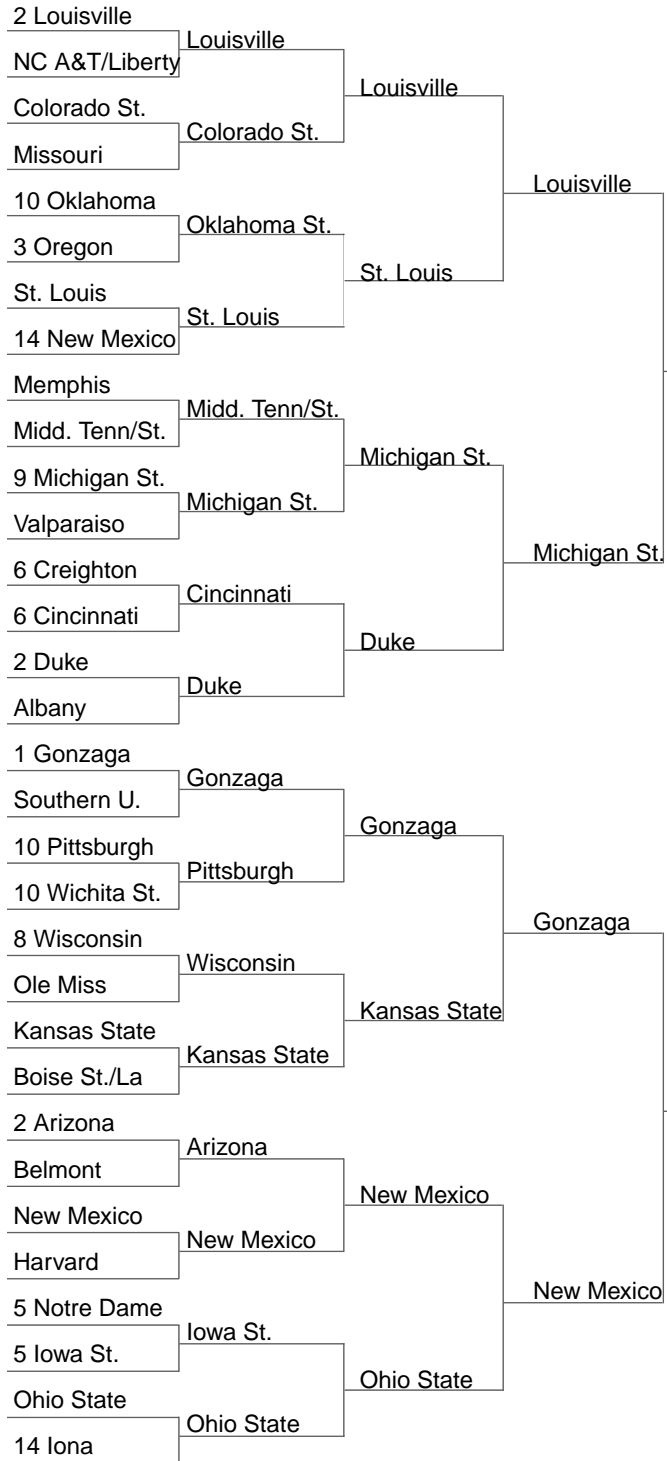 2 Louisville
NC A&T/Liberty
Colorado St.
Missouri
10 Oklahoma
3 Oregon
St. Louis
14 New Mexico
Memphis
Midd. Tenn/St.
9 Michigan St.
Valparaiso
6 Creighton
6 Cincinnati
2 Duke
Albany
1 Gonzaga
Southern U.
10 Pittsburgh
10 Wichita St.
8 Wisconsin
Ole Miss
Kansas State
Boise St./La
2 Arizona
Belmont
New Mexico
Harvard
5 Notre Dame
5 Iowa St.
Ohio State
14 Iona
Louisville
Colorado St.
Oklahoma St.
St. Louis
Midd. Tenn/St.
Michigan St.
Cincinnati
Duke
Gonzaga
Pittsburgh
Wisconsin
Kansas State
Arizona
New Mexico
Iowa St.
Ohio State
Louisville
St. Louis
Michigan St.
Duke
Gonzaga
Kansas State
New Mexico
Ohio State
Louisville
Michigan St.
Gonzaga
New Mexico